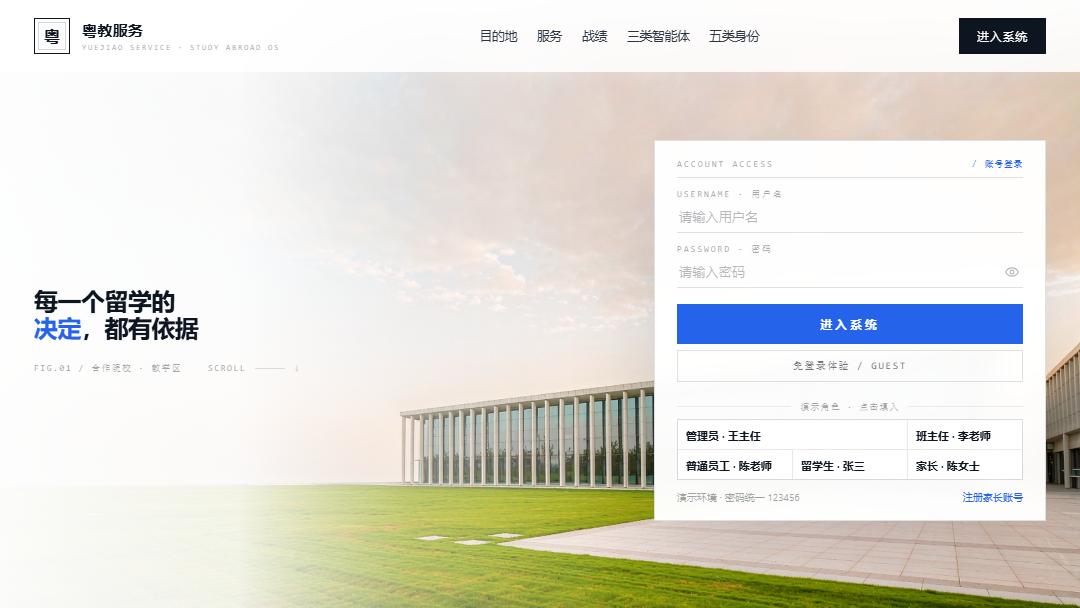 粤
粤教服务
YUEJIAO SERVICE · STUDY ABROAD OS
目的地 服务 战绩 三类智能体 五类身份
进入系统
每一个留学的
决定，都有依据
FIG.01 / 合作院校 · 教学区 SCROLL ↓
ACCOUNT ACCESS / 账号登录
USERNAME · 用户名
请输入用户名
PASSWORD · 密码
请输入密码
进入系统
免登录体验 / GUEST
演示角色 · 点击填入
管理员 · 王主任 班主任 · 李老师
普通员工 · 陈老师 留学生 · 张三 家长 · 陈女士
演示环境 · 密码统一 123456 注册家长账号